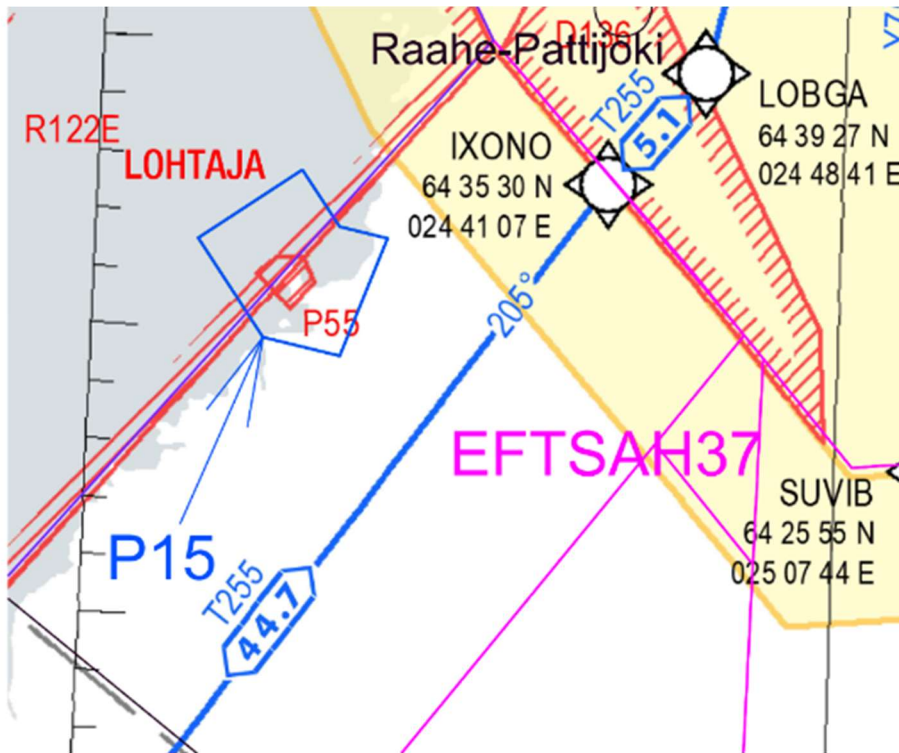 D136
Raahe-Pattijoki
LOBGA
64 39 27 N
024 48 41 E
T255
5.1
R122E
LOHTAJA
IXONO
64 35 30 N
024 41 07 E
205°
P55
EFTSAH37
SUVIB
64 25 55 N
025 07 44 E
P15
T255
44.7